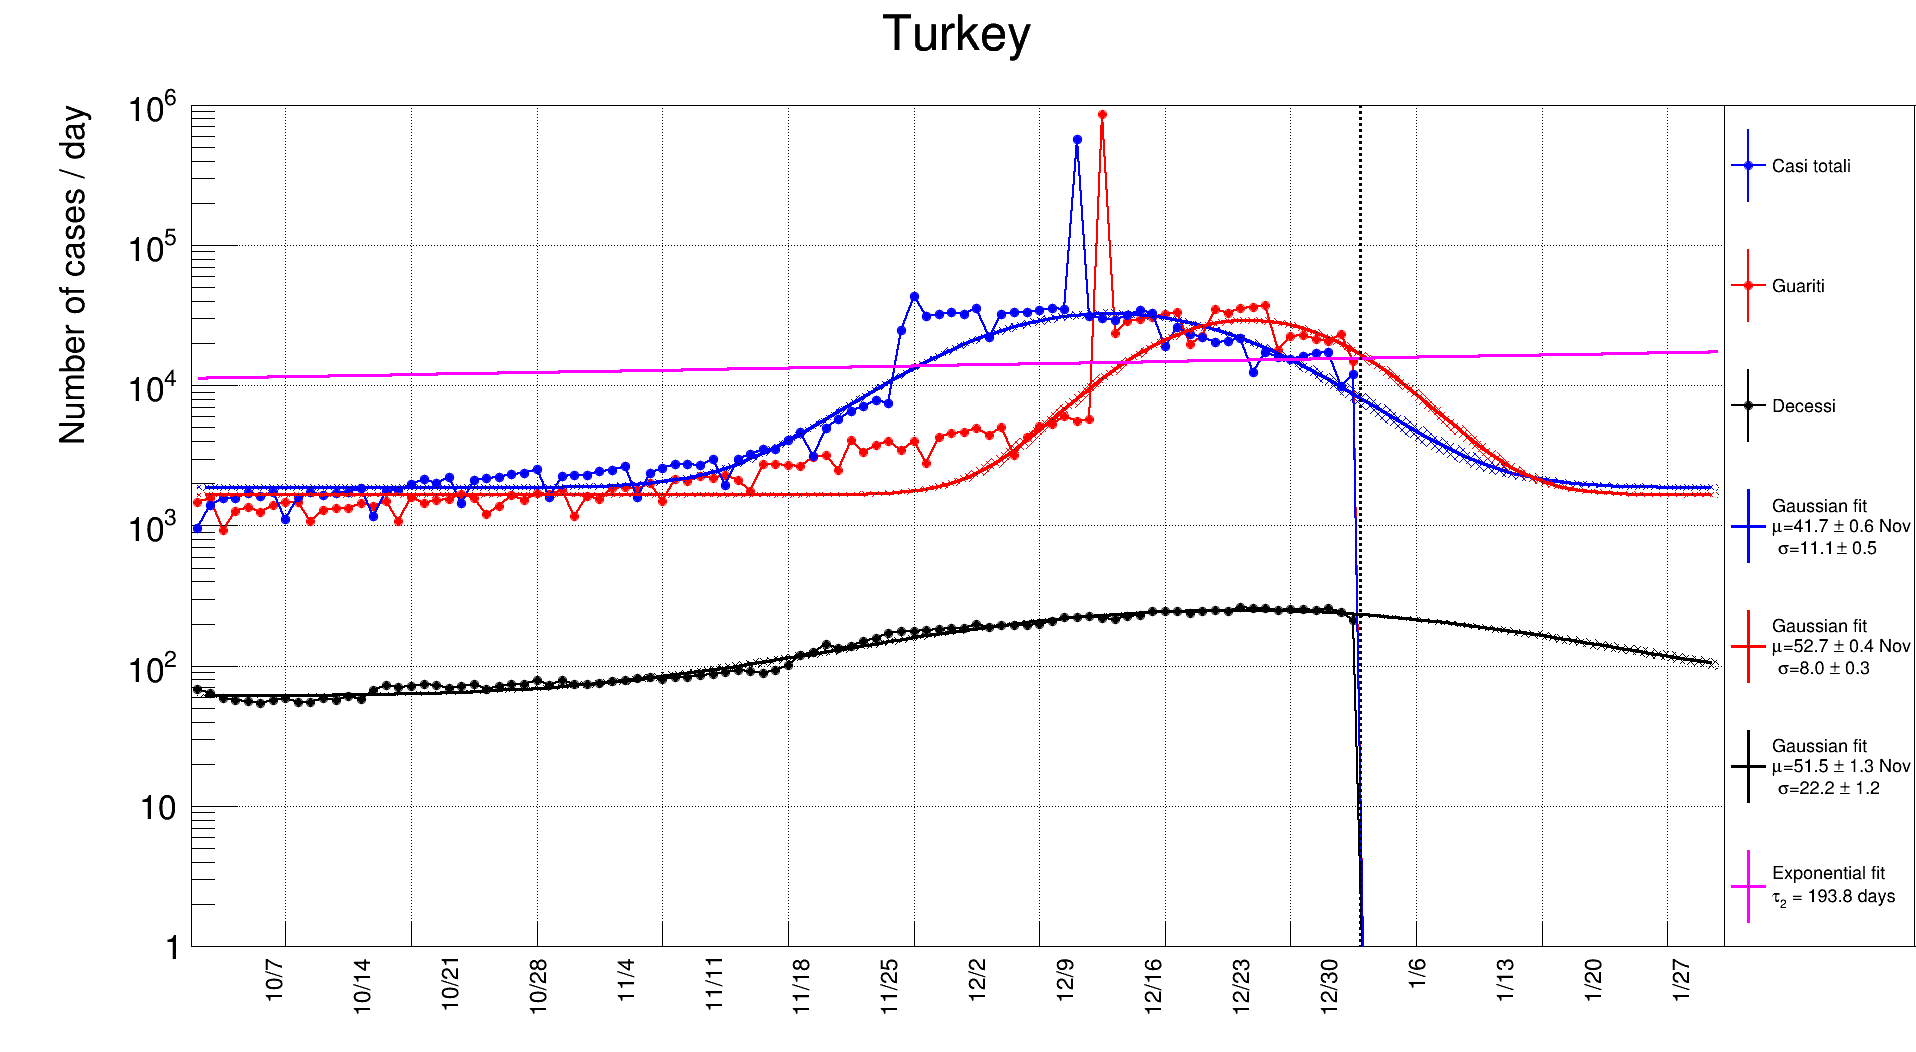 Turkey
Number of cases / day
10^6
10^5
10^4
10^3
10^2
10
1
10/7
10/14
10/21
10/28
11/4
11/11
11/18
11/25
12/2
12/9
12/16
12/23
12/30
1/6
1/13
1/20
1/27
Casi totali
Guariti
Decessi
Gaussian fit
μ=41.7 ± 0.6 Nov
σ=11.1 ± 0.5
Gaussian fit
μ=52.7 ± 0.4 Nov
σ=8.0 ± 0.3
Gaussian fit
μ=51.5 ± 1.3 Nov
σ=22.2 ± 1.2
Exponential fit
τ₂ = 193.8 days